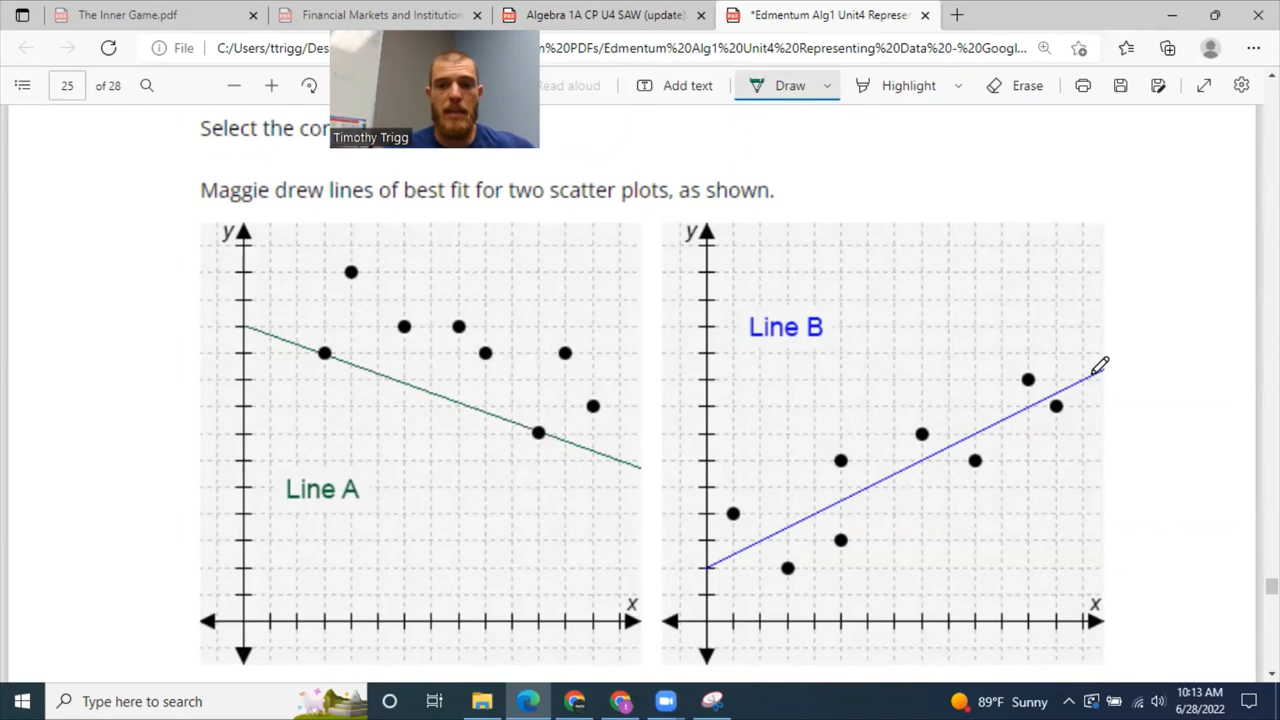 The Inner Game.pdf
Financial Markets and Institution
Algebra 1A CP U4 SAW (update)
*Edmentum Alg1 Unit4 Represen
File
C:/Users/ttrigg/Des
m%20PDFs/Edmentum%20Alg1%20Unit4%20Representing%20Data%20-%20Googl...
25
of 28
Read aloud
Add text
Draw
Highlight
Erase
Timothy Trigg
Select the
Maggie drew lines of best fit for two scatter plots, as shown.
y
Line A
x
y
Line B
x
Type here to search
89°F Sunny
10:13 AM
6/28/2022